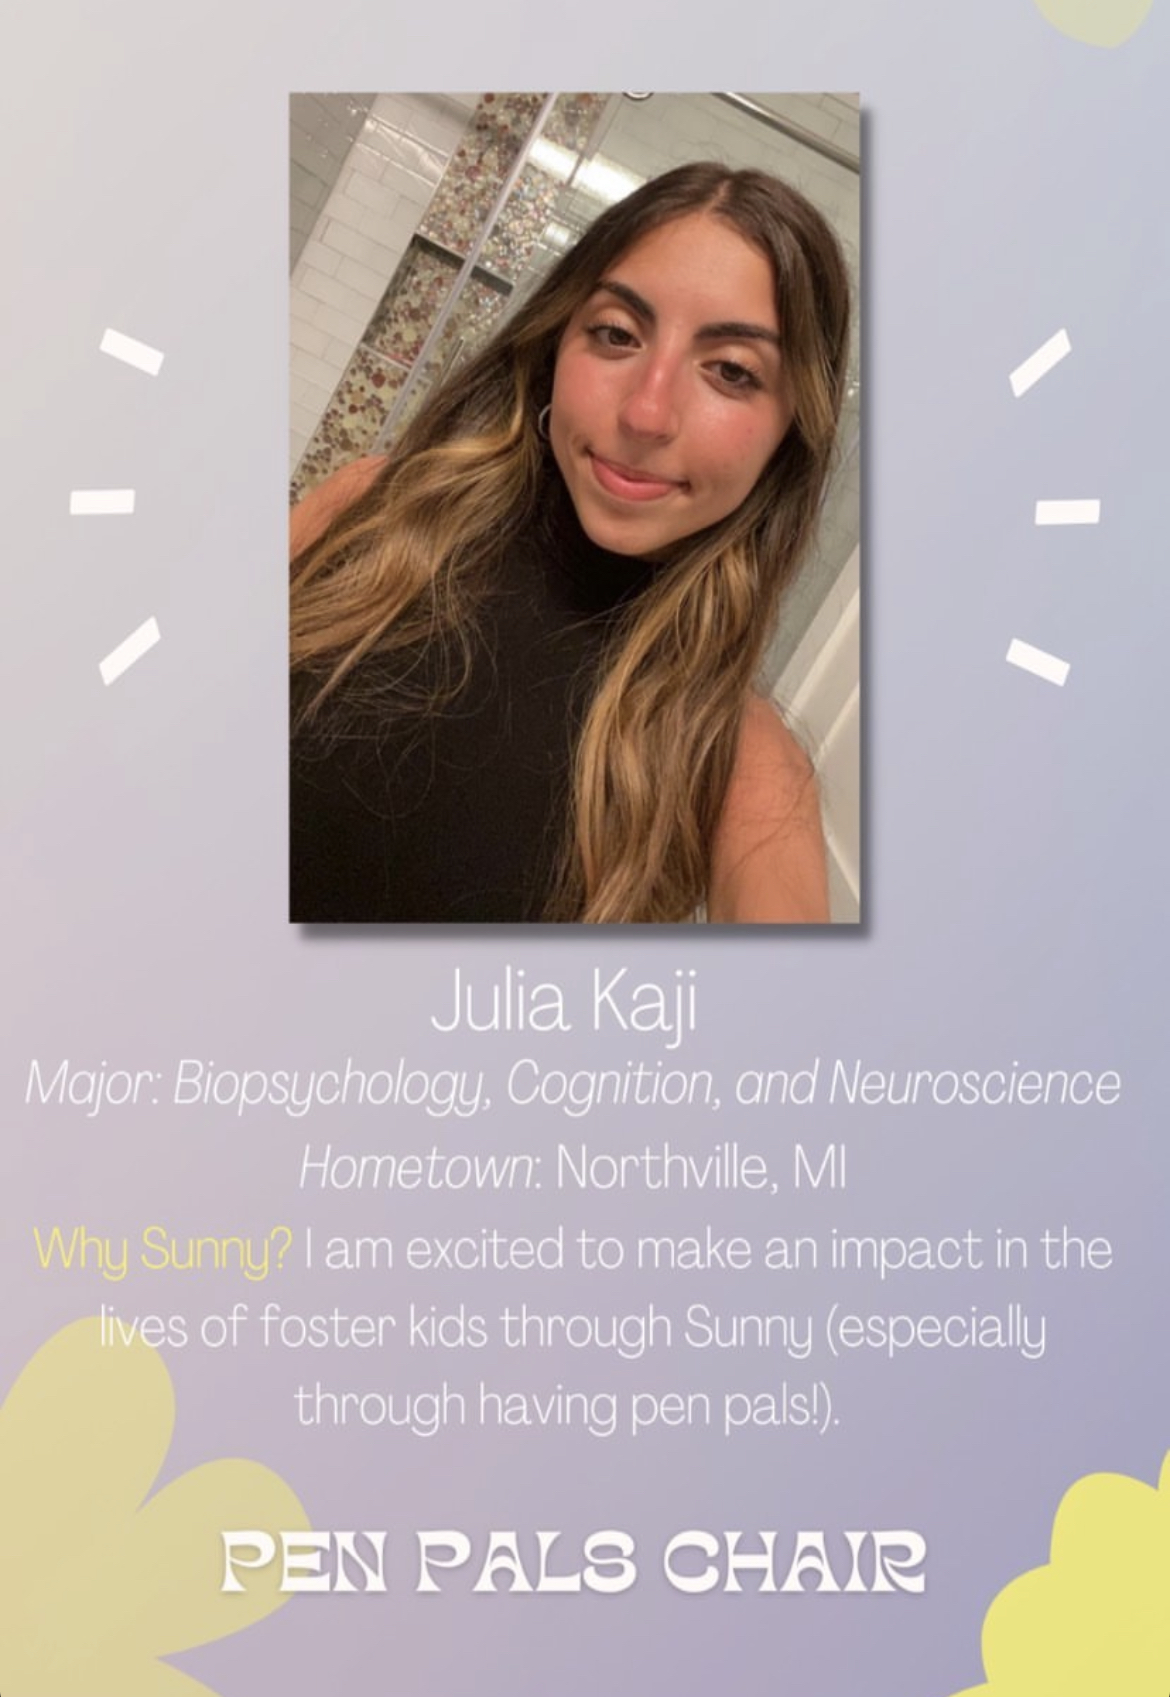 Julia Kaji
Major: Biopsychology, Cognition, and Neuroscience
Hometown: Northville, MI
Why Sunny? I am excited to make an impact in the
lives of foster kids through Sunny (especially
through having pen pals!).
PEN PALS CHAIR